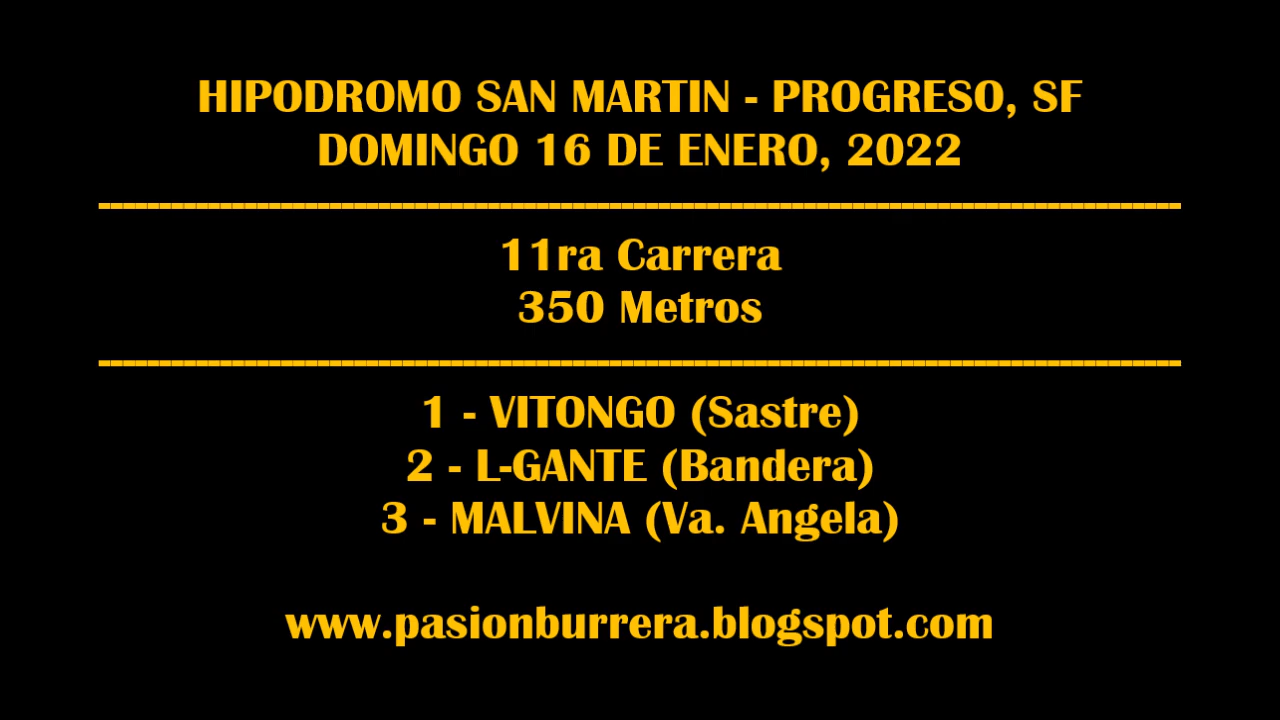 HIPODROMO SAN MARTIN - PROGRESO, SF
DOMINGO 16 DE ENERO, 2022
11ra Carrera
350 Metros
1 - VITONGO (Sastre)
2 - L-GANTE (Bandera)
3 - MALVINA (Va. Angela)
www.pasionburrera.blogspot.com